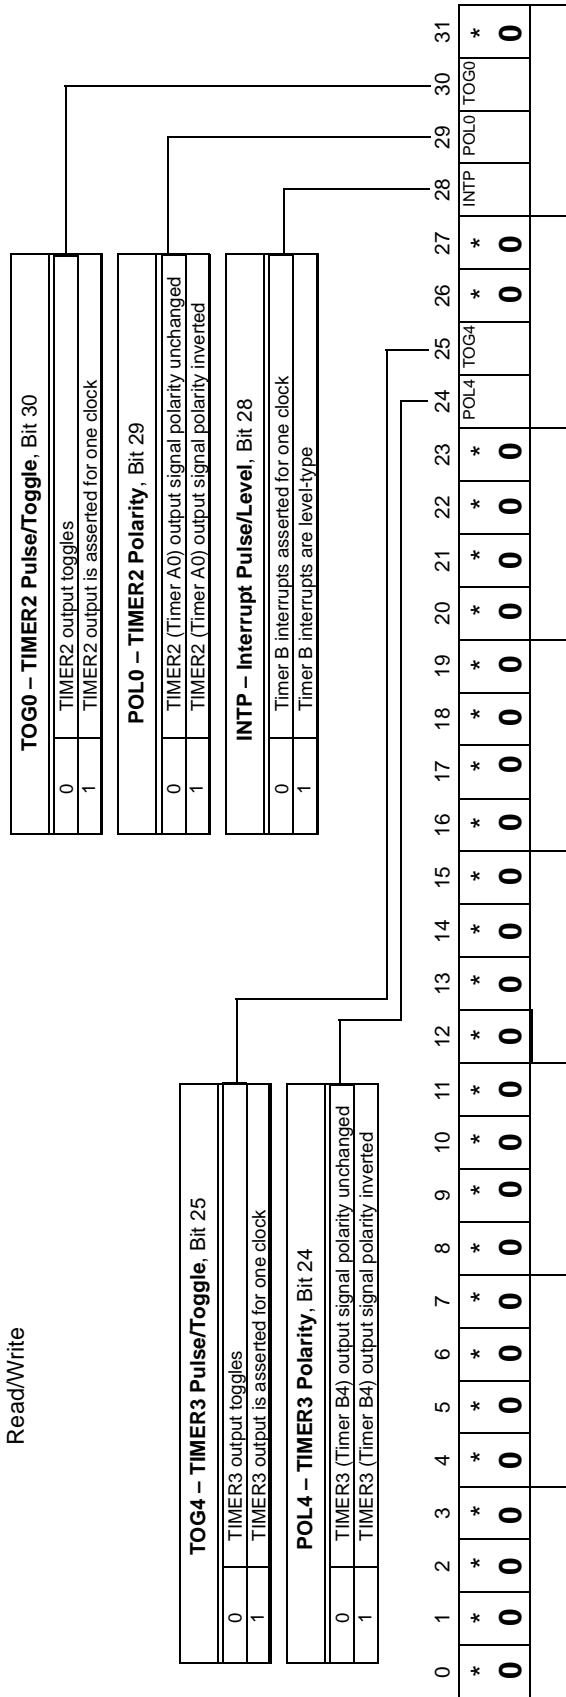 Read/Write
TOG4 – TIMER3 Pulse/Toggle, Bit 25
0 TIMER3 output toggles
1 TIMER3 output is asserted for one clock
POL4 – TIMER3 Polarity, Bit 24
0 TIMER3 (Timer B4) output signal polarity unchanged
1 TIMER3 (Timer B4) output signal polarity inverted
TOG0 – TIMER2 Pulse/Toggle, Bit 30
0 TIMER2 output toggles
1 TIMER2 output is asserted for one clock
POL0 – TIMER2 Polarity, Bit 29
0 TIMER2 (Timer A0) output signal polarity unchanged
1 TIMER2 (Timer A0) output signal polarity inverted
INTP – Interrupt Pulse/Level, Bit 28
0 Timer B interrupts asserted for one clock
1 Timer B interrupts are level-type
0 1 2 3 4 5 6 7 8 9 10 11 12 13 14 15 16 17 18 19 20 21 22 23 24 25 26 27 28 29 30 31
* * * * * * * * * * * * * * * * * * * * * * * * POL4 TOG4 * * INTP POL0 TOG0 *
0 0 0 0 0 0 0 0 0 0 0 0 0 0 0 0 0 0 0 0 0 0 0 0 0 0 0